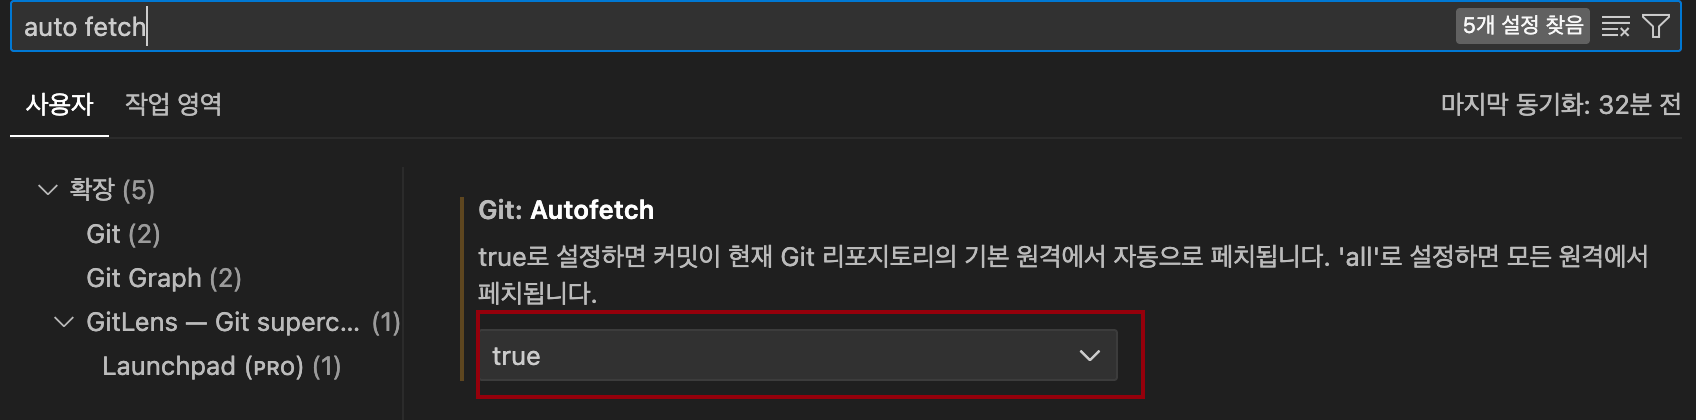 auto fetch
5개 설정 찾음
사용자 작업 영역
마지막 동기화: 32분 전
확장 (5)
Git (2)
Git Graph (2)
GitLens — Git superc... (1)
Launchpad (PRO) (1)
Git: Autofetch
true로 설정하면 커밋이 현재 Git 리포지토리의 기본 원격에서 자동으로 페치됩니다. 'all'로 설정하면 모든 원격에서
페치됩니다.
true